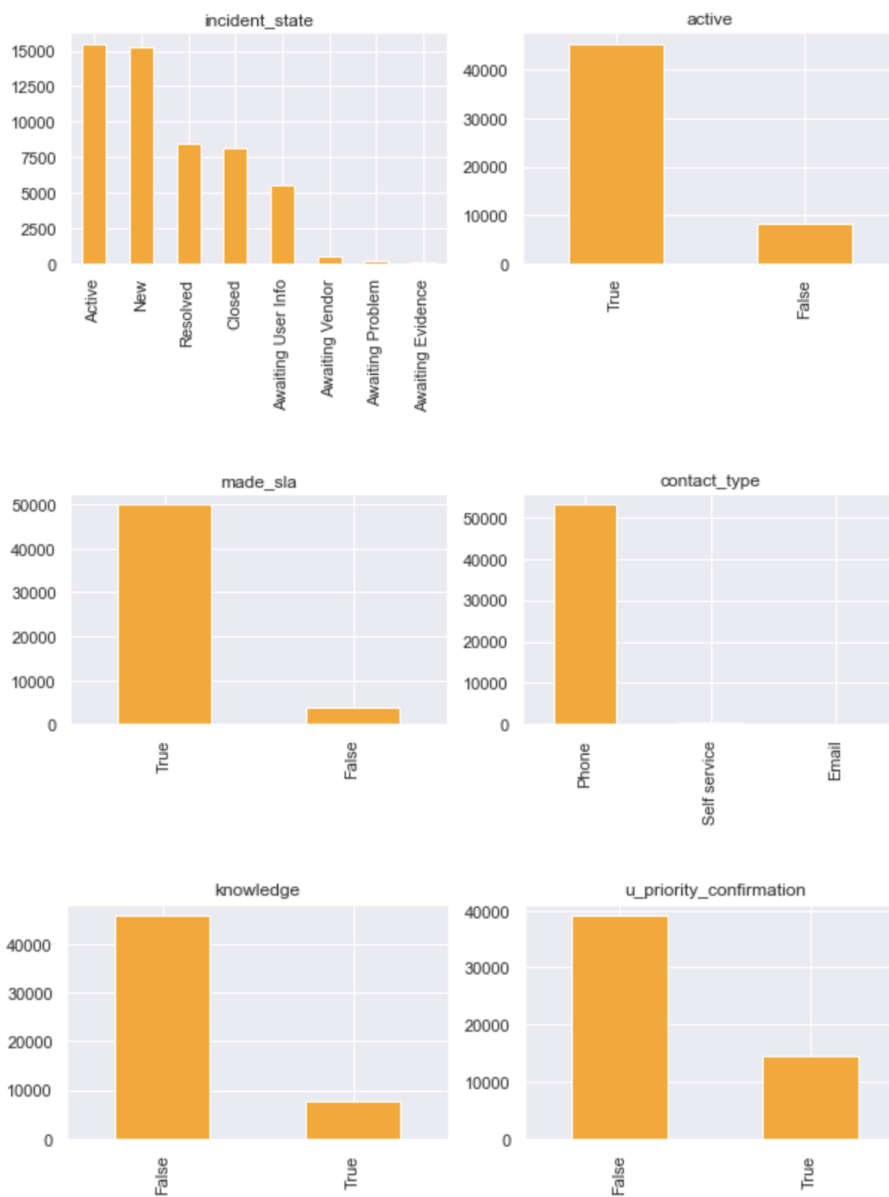 incident_state
15000
12500
10000
7500
5000
2500
0
Active
New
Resolved
Closed
Awaiting User Info
Awaiting Vendor
Awaiting Problem
Awaiting Evidence
active
40000
30000
20000
10000
0
True
False
made_sla
50000
40000
30000
20000
10000
0
True
False
contact_type
50000
40000
30000
20000
10000
0
Phone
Self service
Email
knowledge
40000
30000
20000
10000
0
False
True
u_priority_confirmation
40000
30000
20000
10000
0
False
True